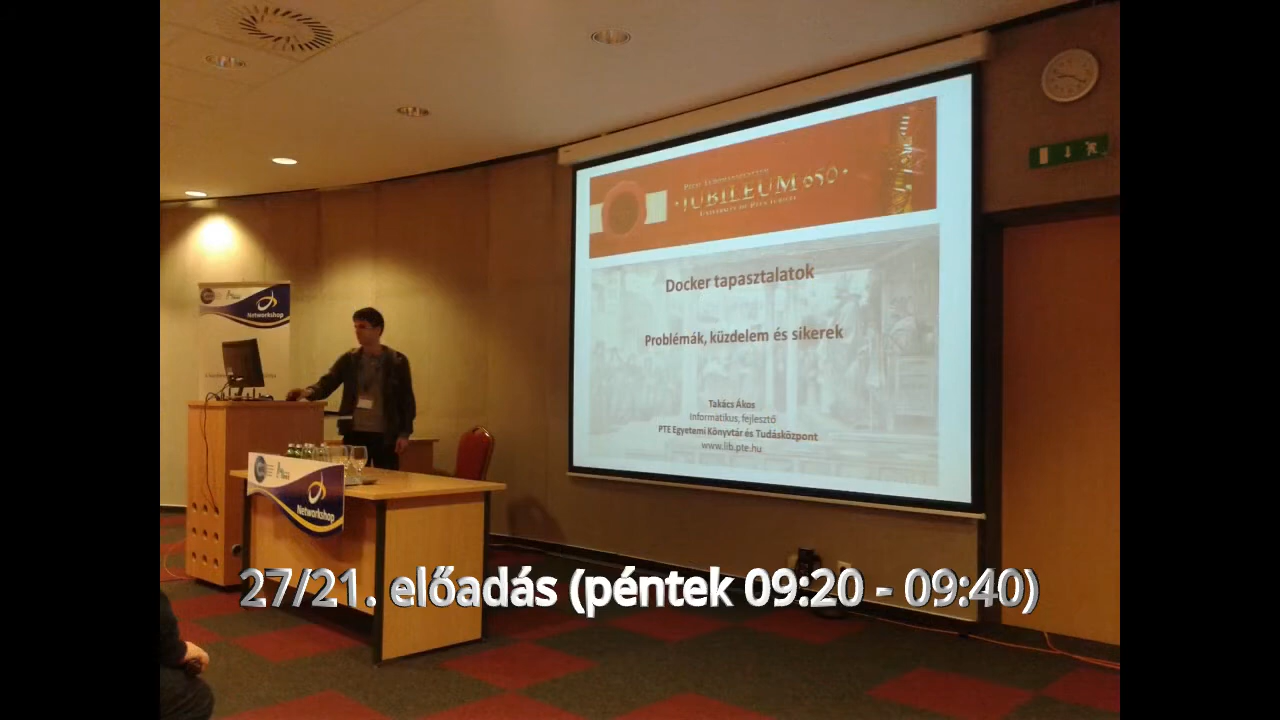 JUBILEUM 650
Docker tapasztalatok
Problémák, küzdelem és sikerek
Takács Ákos
Informatikus, fejlesztő
PTE Egyetemi Könyvtár és Tudásközpont
www.lib.pte.hu
Networkshop
Networkshop
27/21. előadás (péntek 09:20 - 09:40)